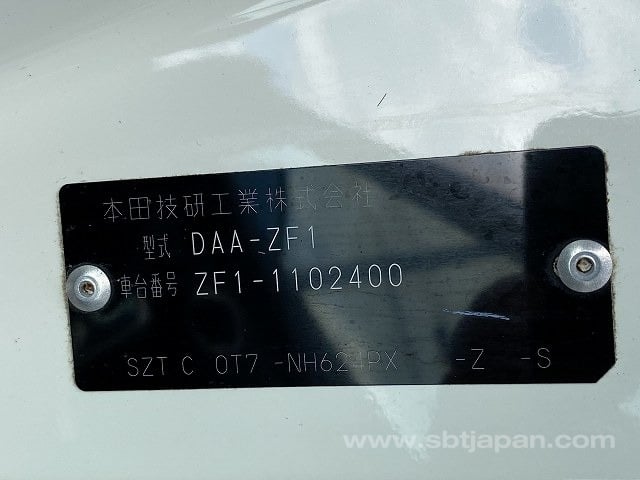 本田技研工業株式会社
型式 DAA-ZF1
車台番号 ZF1-1102400
SZT C 0T7 -NH624PX -Z -S
www.sbtjapan.com